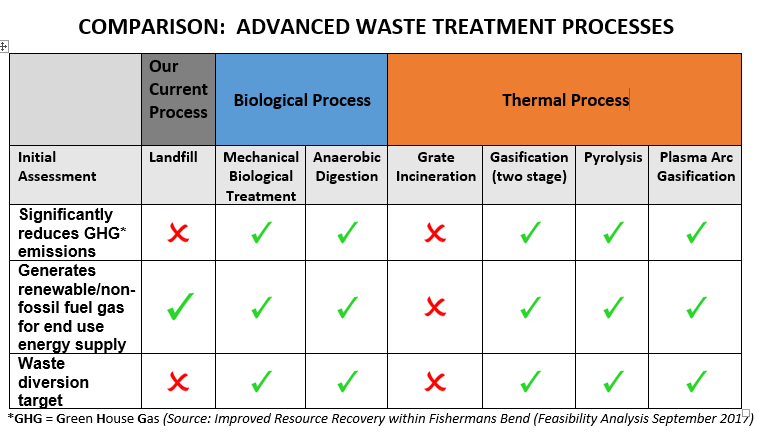 COMPARISON: ADVANCED WASTE TREATMENT PROCESSES
Our
Current
Process
Biological Process
Thermal Process
Initial
Assessment
Landfill
Mechanical
Biological
Treatment
Anaerobic
Digestion
Grate
Incineration
Gasification
(two stage)
Pyrolysis
Plasma Arc
Gasification
Significantly
reduces GHG*
emissions
Generates
renewable/non-
fossil fuel gas
for end use
energy supply
Waste
diversion
target
*GHG = Green House Gas (Source: Improved Resource Recovery within Fishermans Bend (Feasibility Analysis September 2017)